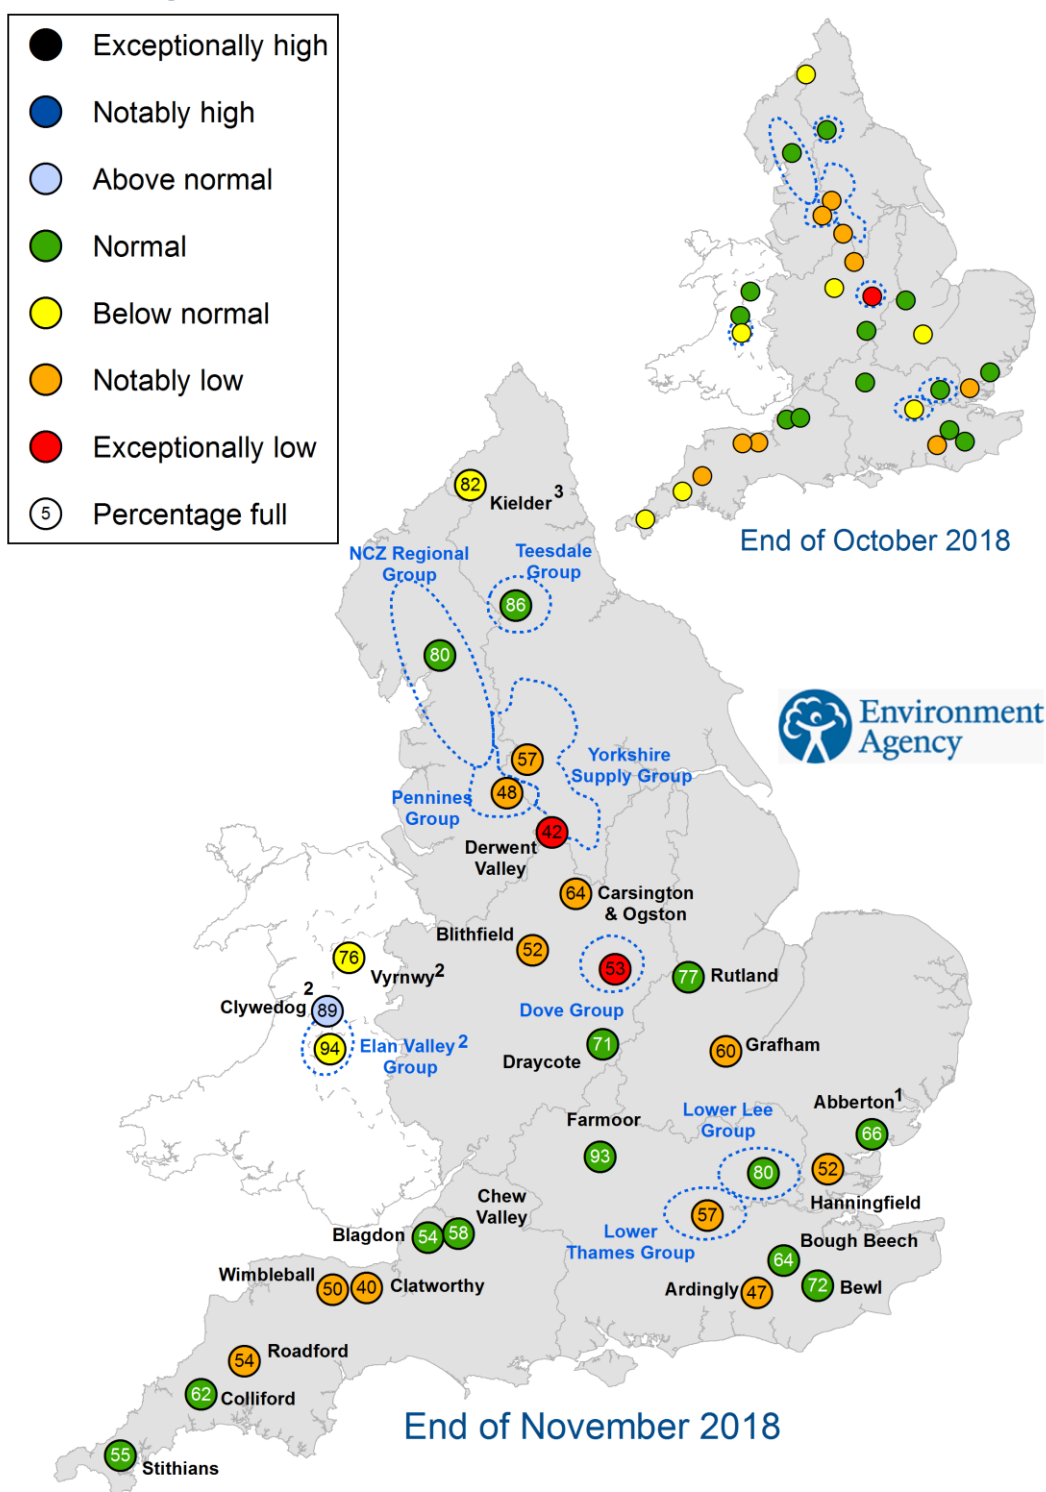 Exceptionally high
Notably high
Above normal
Normal
Below normal
Notably low
Exceptionally low
5 Percentage full
End of October 2018
82
Kielder3
NCZ Regional
Group
Teesdale
Group
86
80
Environment
Agency
57
Yorkshire
Supply Group
48
Pennines
Group
42
Derwent
Valley
64
Carsington
& Ogston
Blithfield
52
53
Dove Group
77
Rutland
76
Vyrnwy2
Clywedog2
89
94
Elan Valley2
Group
71
Draycote
60
Grafham
Abberton1
66
Farmoor
93
Lower Lee
Group
80
52
Hanningfield
Chew
Valley
Blagdon
54
58
57
Lower
Thames Group
Bough Beech
64
72
Bewl
Ardingly
47
Wimbleball
50
40
Clatworthy
Roadford
54
62
Colliford
55
Stithians
End of November 2018